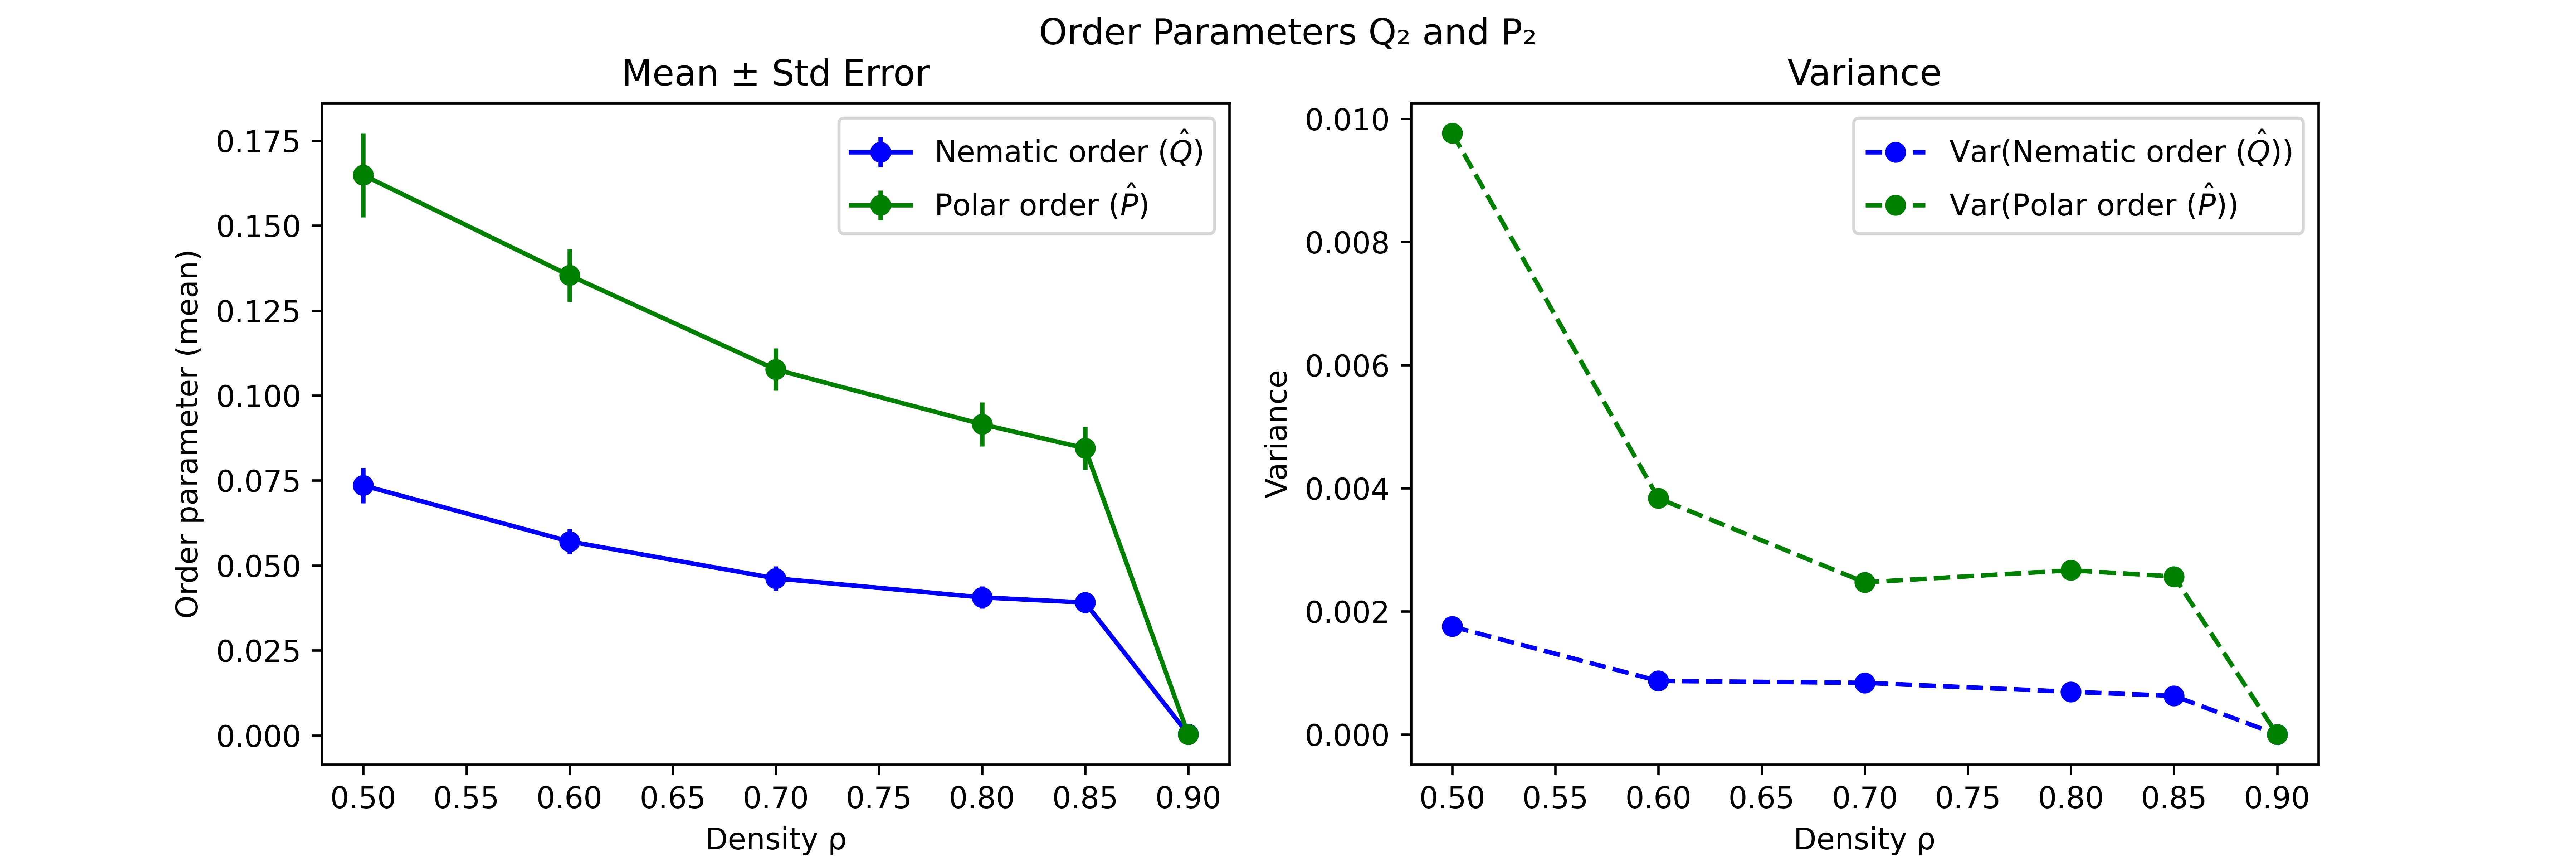 Order Parameters Q₂ and P₂
Mean ± Std Error
Order parameter (mean)
0.175
0.150
0.125
0.100
0.075
0.050
0.025
0.000
Nematic order (Q̂)
Polar order (P̂)
0.50 0.55 0.60 0.65 0.70 0.75 0.80 0.85 0.90
Density ρ
Variance
Variance
0.010
0.008
0.006
0.004
0.002
0.000
Var(Nematic order (Q̂))
Var(Polar order (P̂))
0.50 0.55 0.60 0.65 0.70 0.75 0.80 0.85 0.90
Density ρ